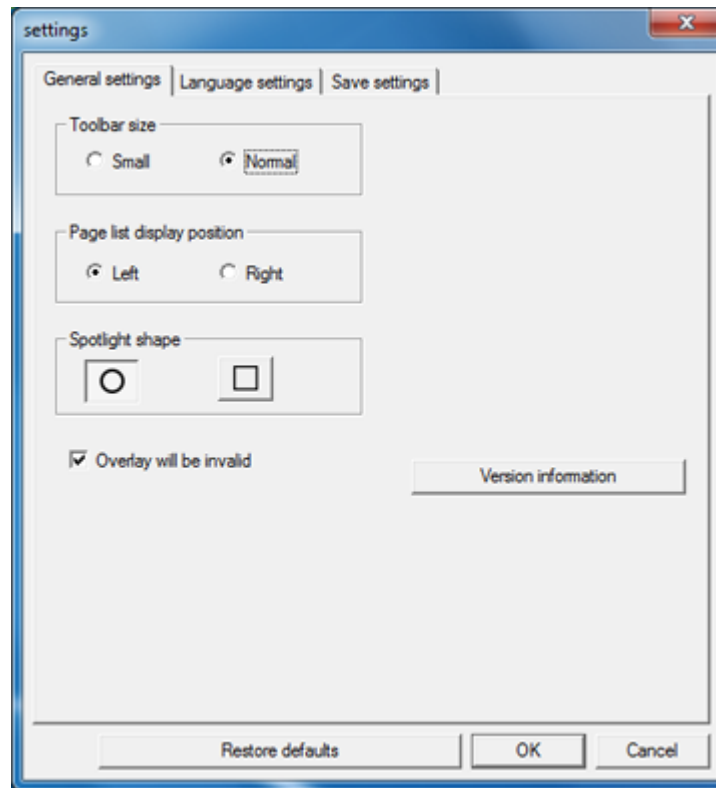 settings
General settings Language settings Save settings
Toolbar size
Small Normal
Page list display position
Left Right
Spotlight shape
Overlay will be invalid
Version information
Restore defaults OK Cancel